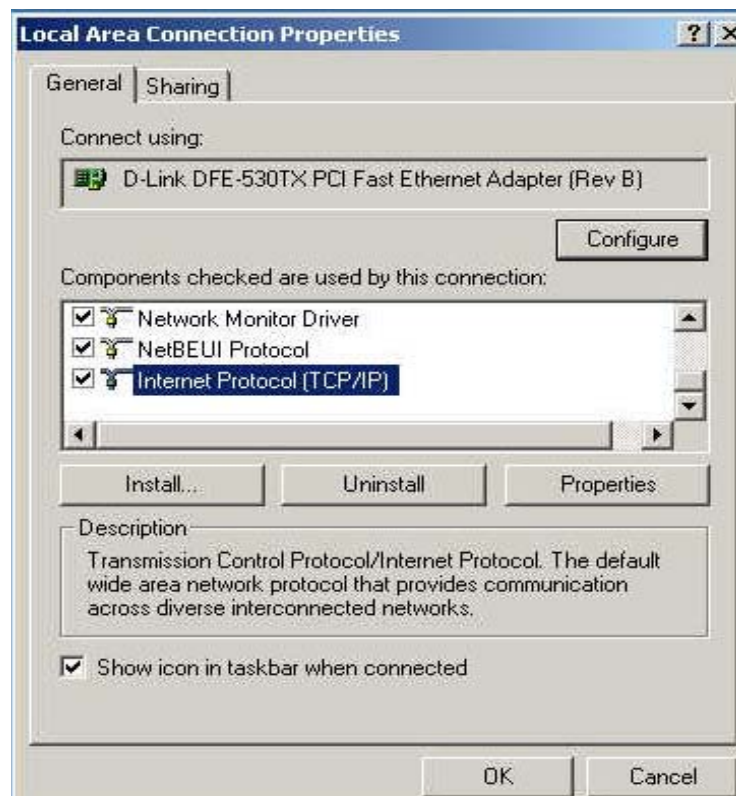 Local Area Connection Properties
General
Sharing
Connect using:
D-Link DFE-530TX PCI Fast Ethernet Adapter (Rev B)
Configure
Components checked are used by this connection:
Network Monitor Driver
NetBEUI Protocol
Internet Protocol (TCP/IP)
Install...
Uninstall
Properties
Description
Transmission Control Protocol/Internet Protocol. The default
wide area network protocol that provides communication
across diverse interconnected networks.
Show icon in taskbar when connected
OK
Cancel